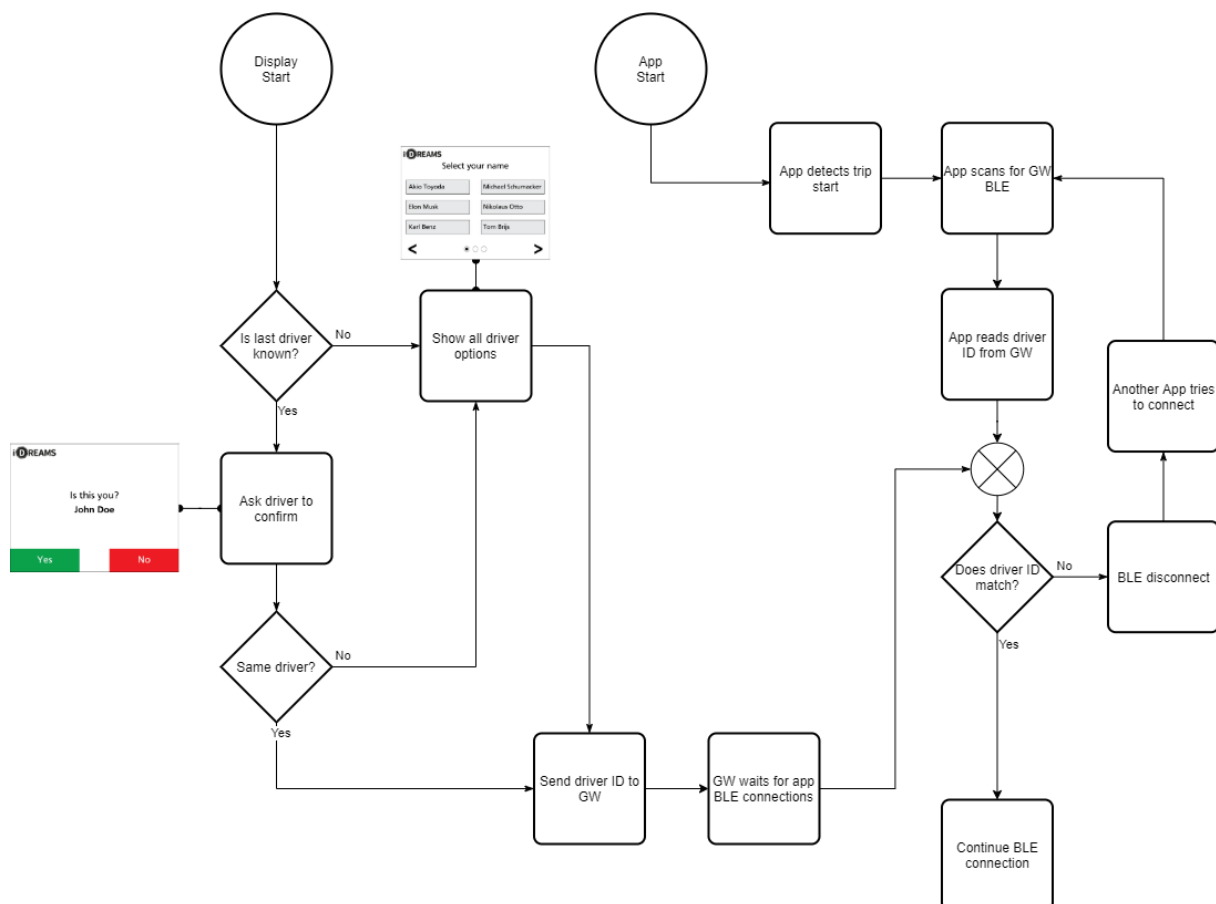 Display
Start
App
Start
i DREAMS
Select your name
Akio Toyoda
Michael Schumacker
Elon Musk
Nikolaus Otto
Karl Benz
Tom Brijs
<
>
App detects trip
start
App scans for GW
BLE
Is last driver
known?
No
Yes
Show all driver
options
App reads driver
ID from GW
Another App tries
to connect
i DREAMS
Is this you?
John Doe
Yes
No
Ask driver to
confirm
Does driver ID
match?
No
Yes
BLE disconnect
Same driver?
No
Yes
Send driver ID to
GW
GW waits for app
BLE connections
Continue BLE
connection